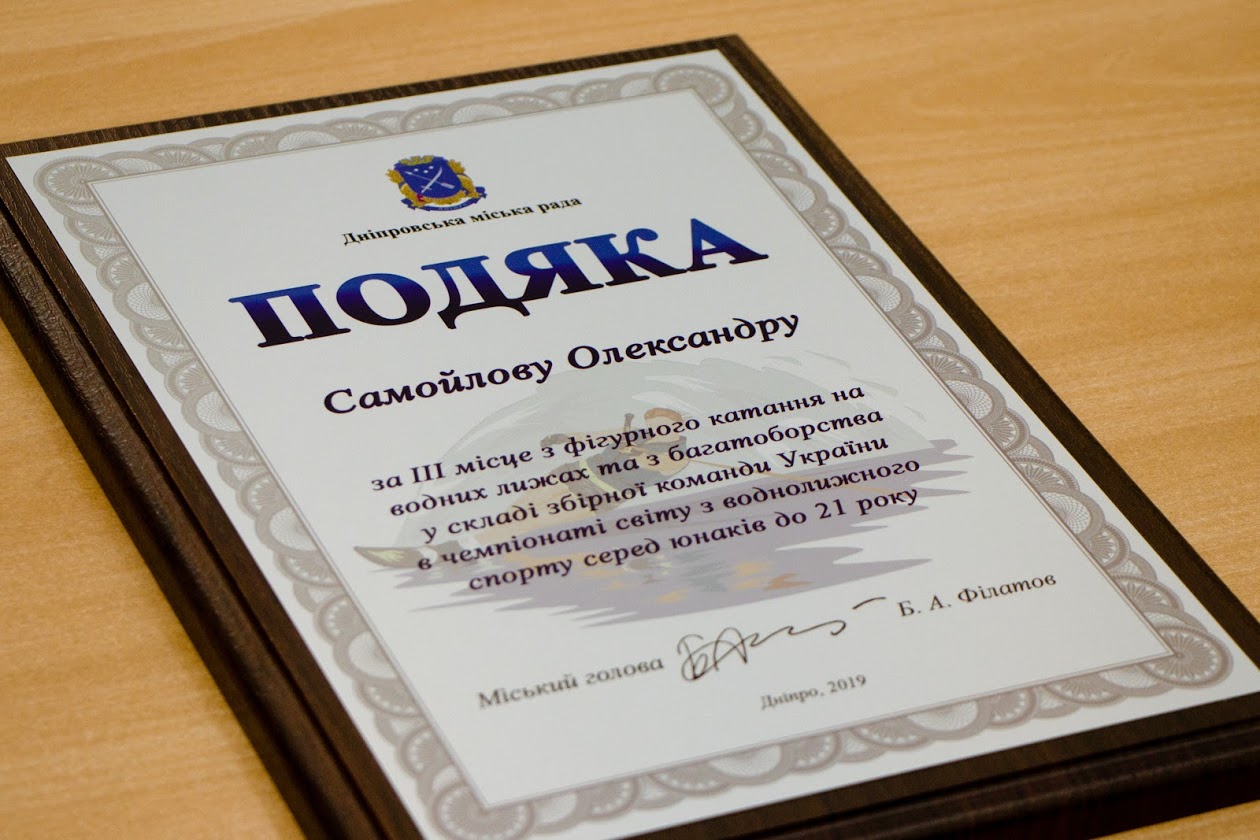 Дніпровська міська рада
ПОДЯКА
Самойлову Олександру
за III місце з фігурного катання на
водних лижах та з багатоборства
у складі збірної команди України
в чемпіонаті світу з воднолижного
спорту серед юнаків до 21 року
Міський голова Б. А. Філатов
Дніпро, 2019